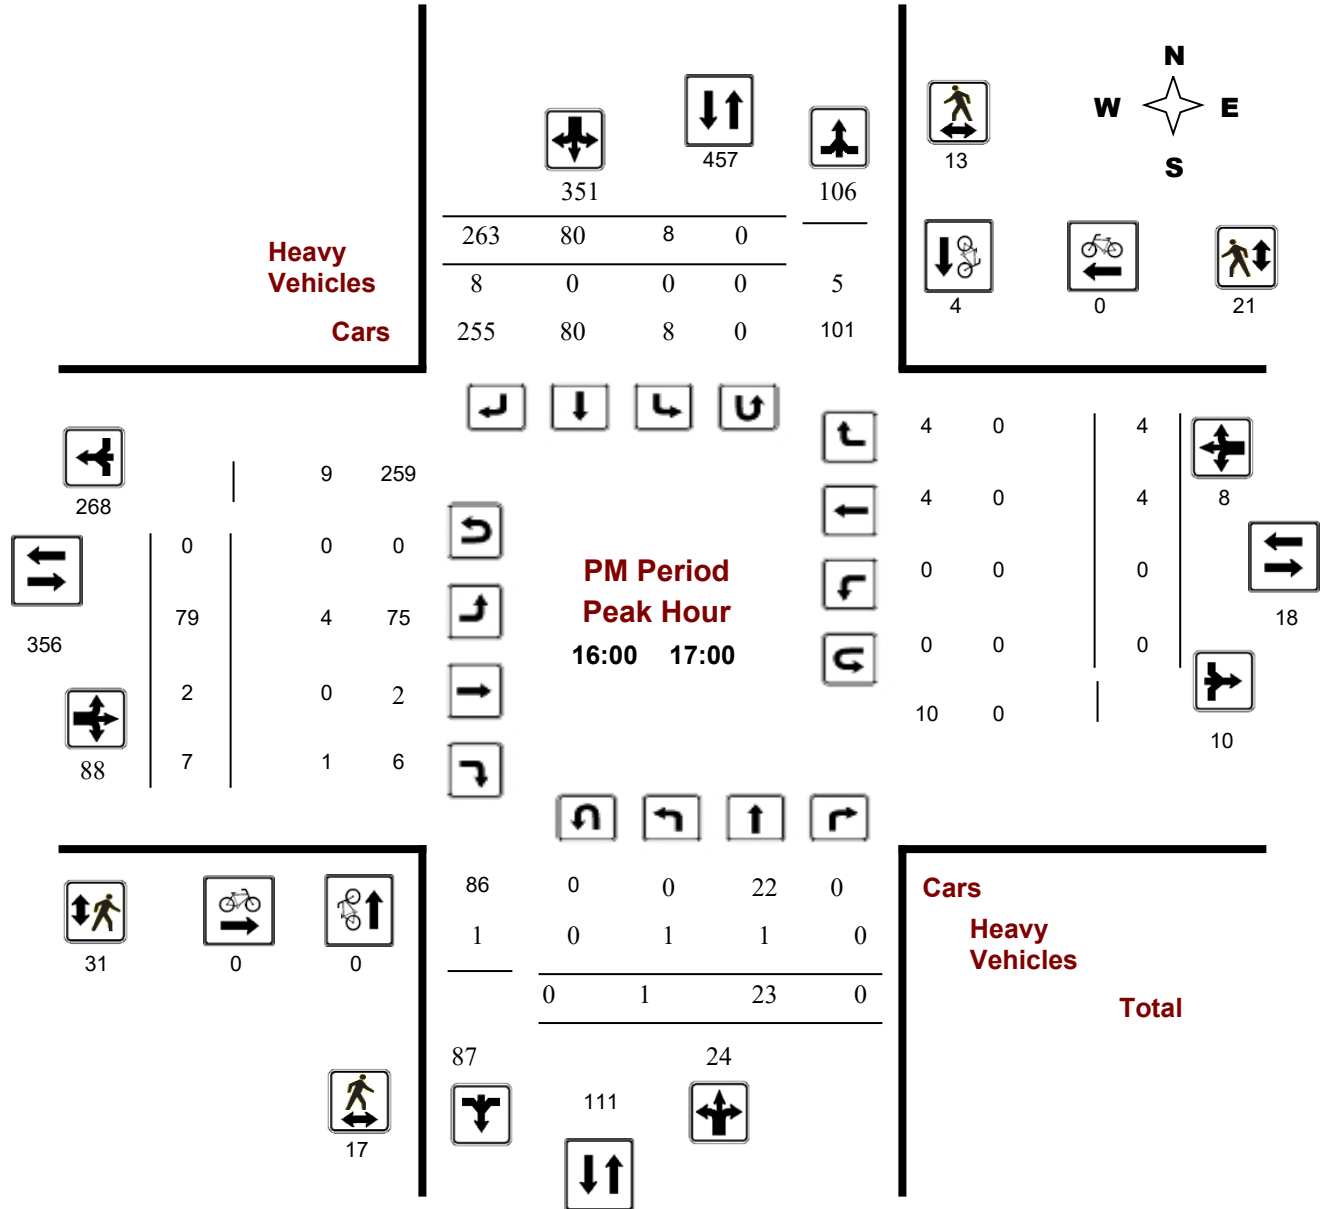 N
W E
S
457
13
351 106
263 80 8 0
Heavy
Vehicles
8 0 0 0 5
4 0 21
Cars
255 80 8 0 101
4 0 4
9 259
268
4 0 4
8
0 0 0
PM Period
0 0 0
79 4 75
Peak Hour
18
356
16:00 17:00
0 0 0
2 0 2
10 0
10
88
7 1 6
86 0 0 22 0
Cars
1 0 1 1 0
Heavy
Vehicles
31 0 0
0 1 23 0
Total
87 24
111
17